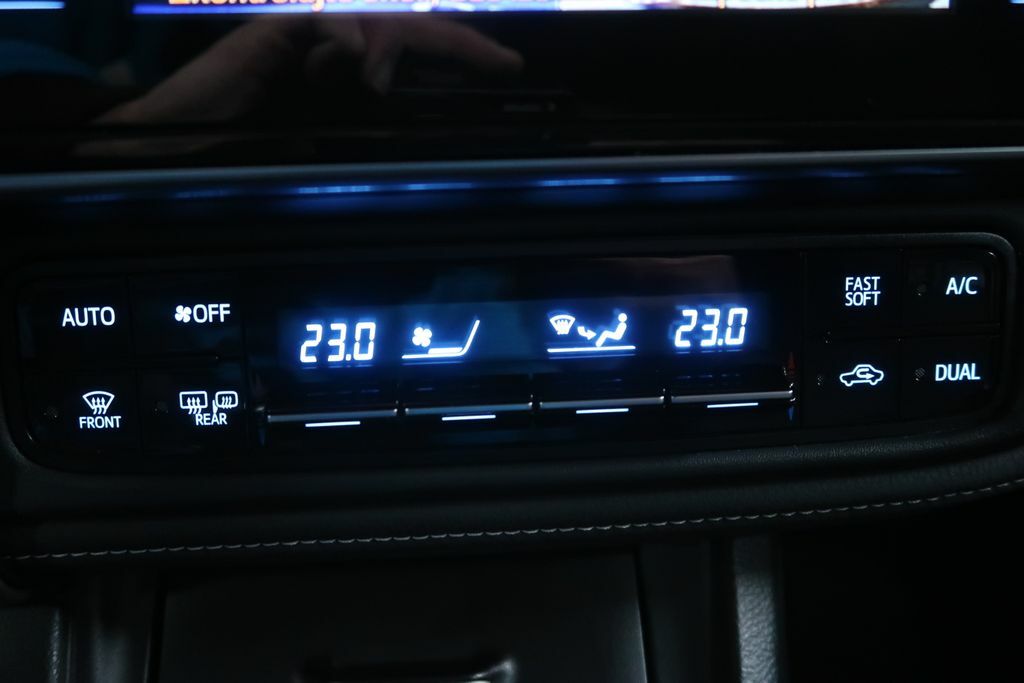 AUTO
OFF
23.0
23.0
FAST
SOFT
A/C
FRONT
REAR
DUAL